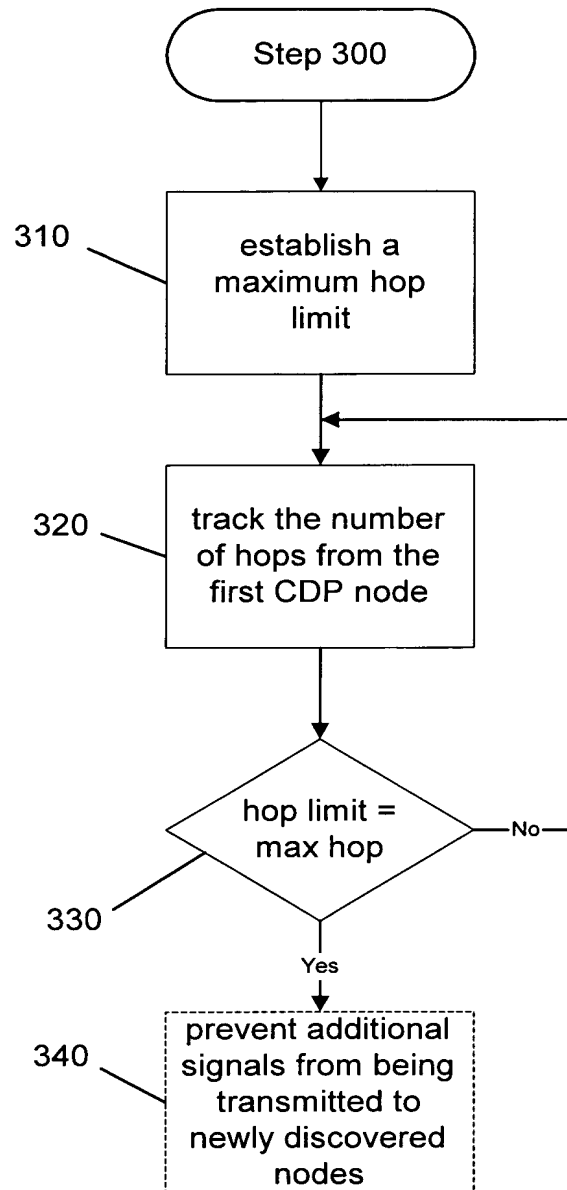 Step 300
310
establish a
maximum hop
limit
320
track the number
of hops from the
first CDP node
hop limit =
max hop
No
330
Yes
340
prevent additional
signals from being
transmitted to
newly discovered
nodes